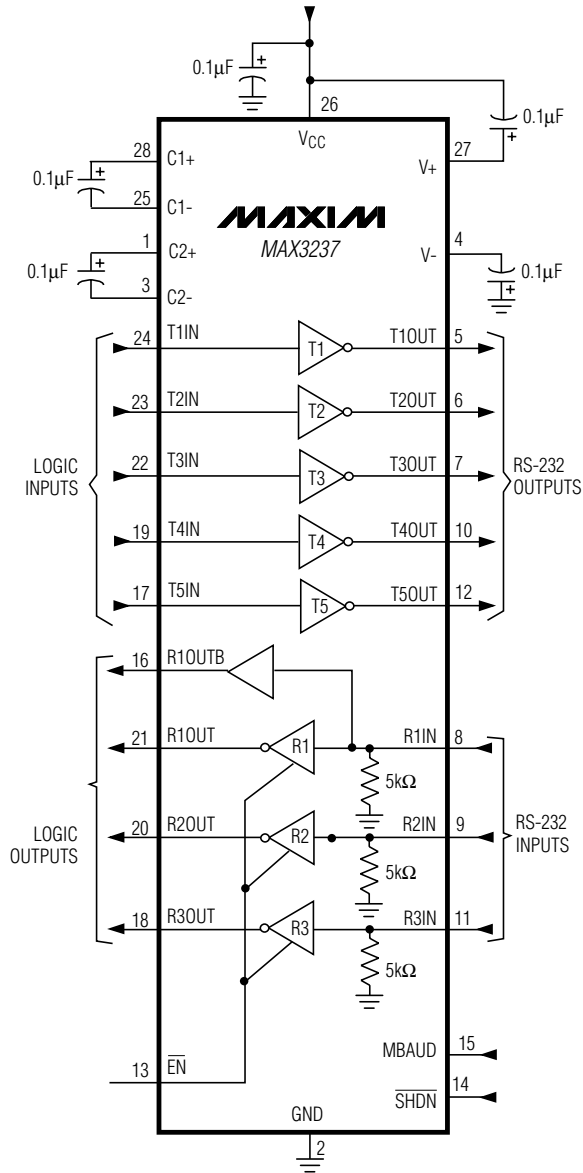 0.1µF
+
26
0.1µF
+
VCC
28
C1+
V+
27
0.1µF
+
25
C1-
MAXIM
MAX3237
1
C2+
V-
4
0.1µF
+
3
C2-
0.1µF
+
24
T1IN
T1
T1OUT
5
23
T2IN
T2
T2OUT
6
LOGIC
INPUTS
22
T3IN
T3
T3OUT
7
RS-232
OUTPUTS
19
T4IN
T4
T4OUT
10
17
T5IN
T5
T5OUT
12
16
R1OUTB
21
R1OUT
R1
R1IN
8
5kΩ
LOGIC
OUTPUTS
20
R2OUT
R2
R2IN
9
RS-232
INPUTS
5kΩ
18
R3OUT
R3
R3IN
11
5kΩ
MBAUD
15
13
EN
SHDN
14
GND
2